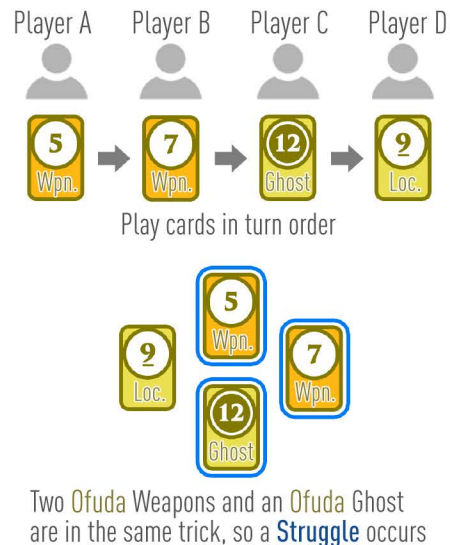 Player A Player B Player C Player D
5 7 12 9
Wpn. Wpn. Ghost Loc.
Play cards in turn order
5
Wpn.
9
Loc.
7
Wpn.
12
Ghost
Two Ofuda Weapons and an Ofuda Ghost
are in the same trick, so a Struggle occurs